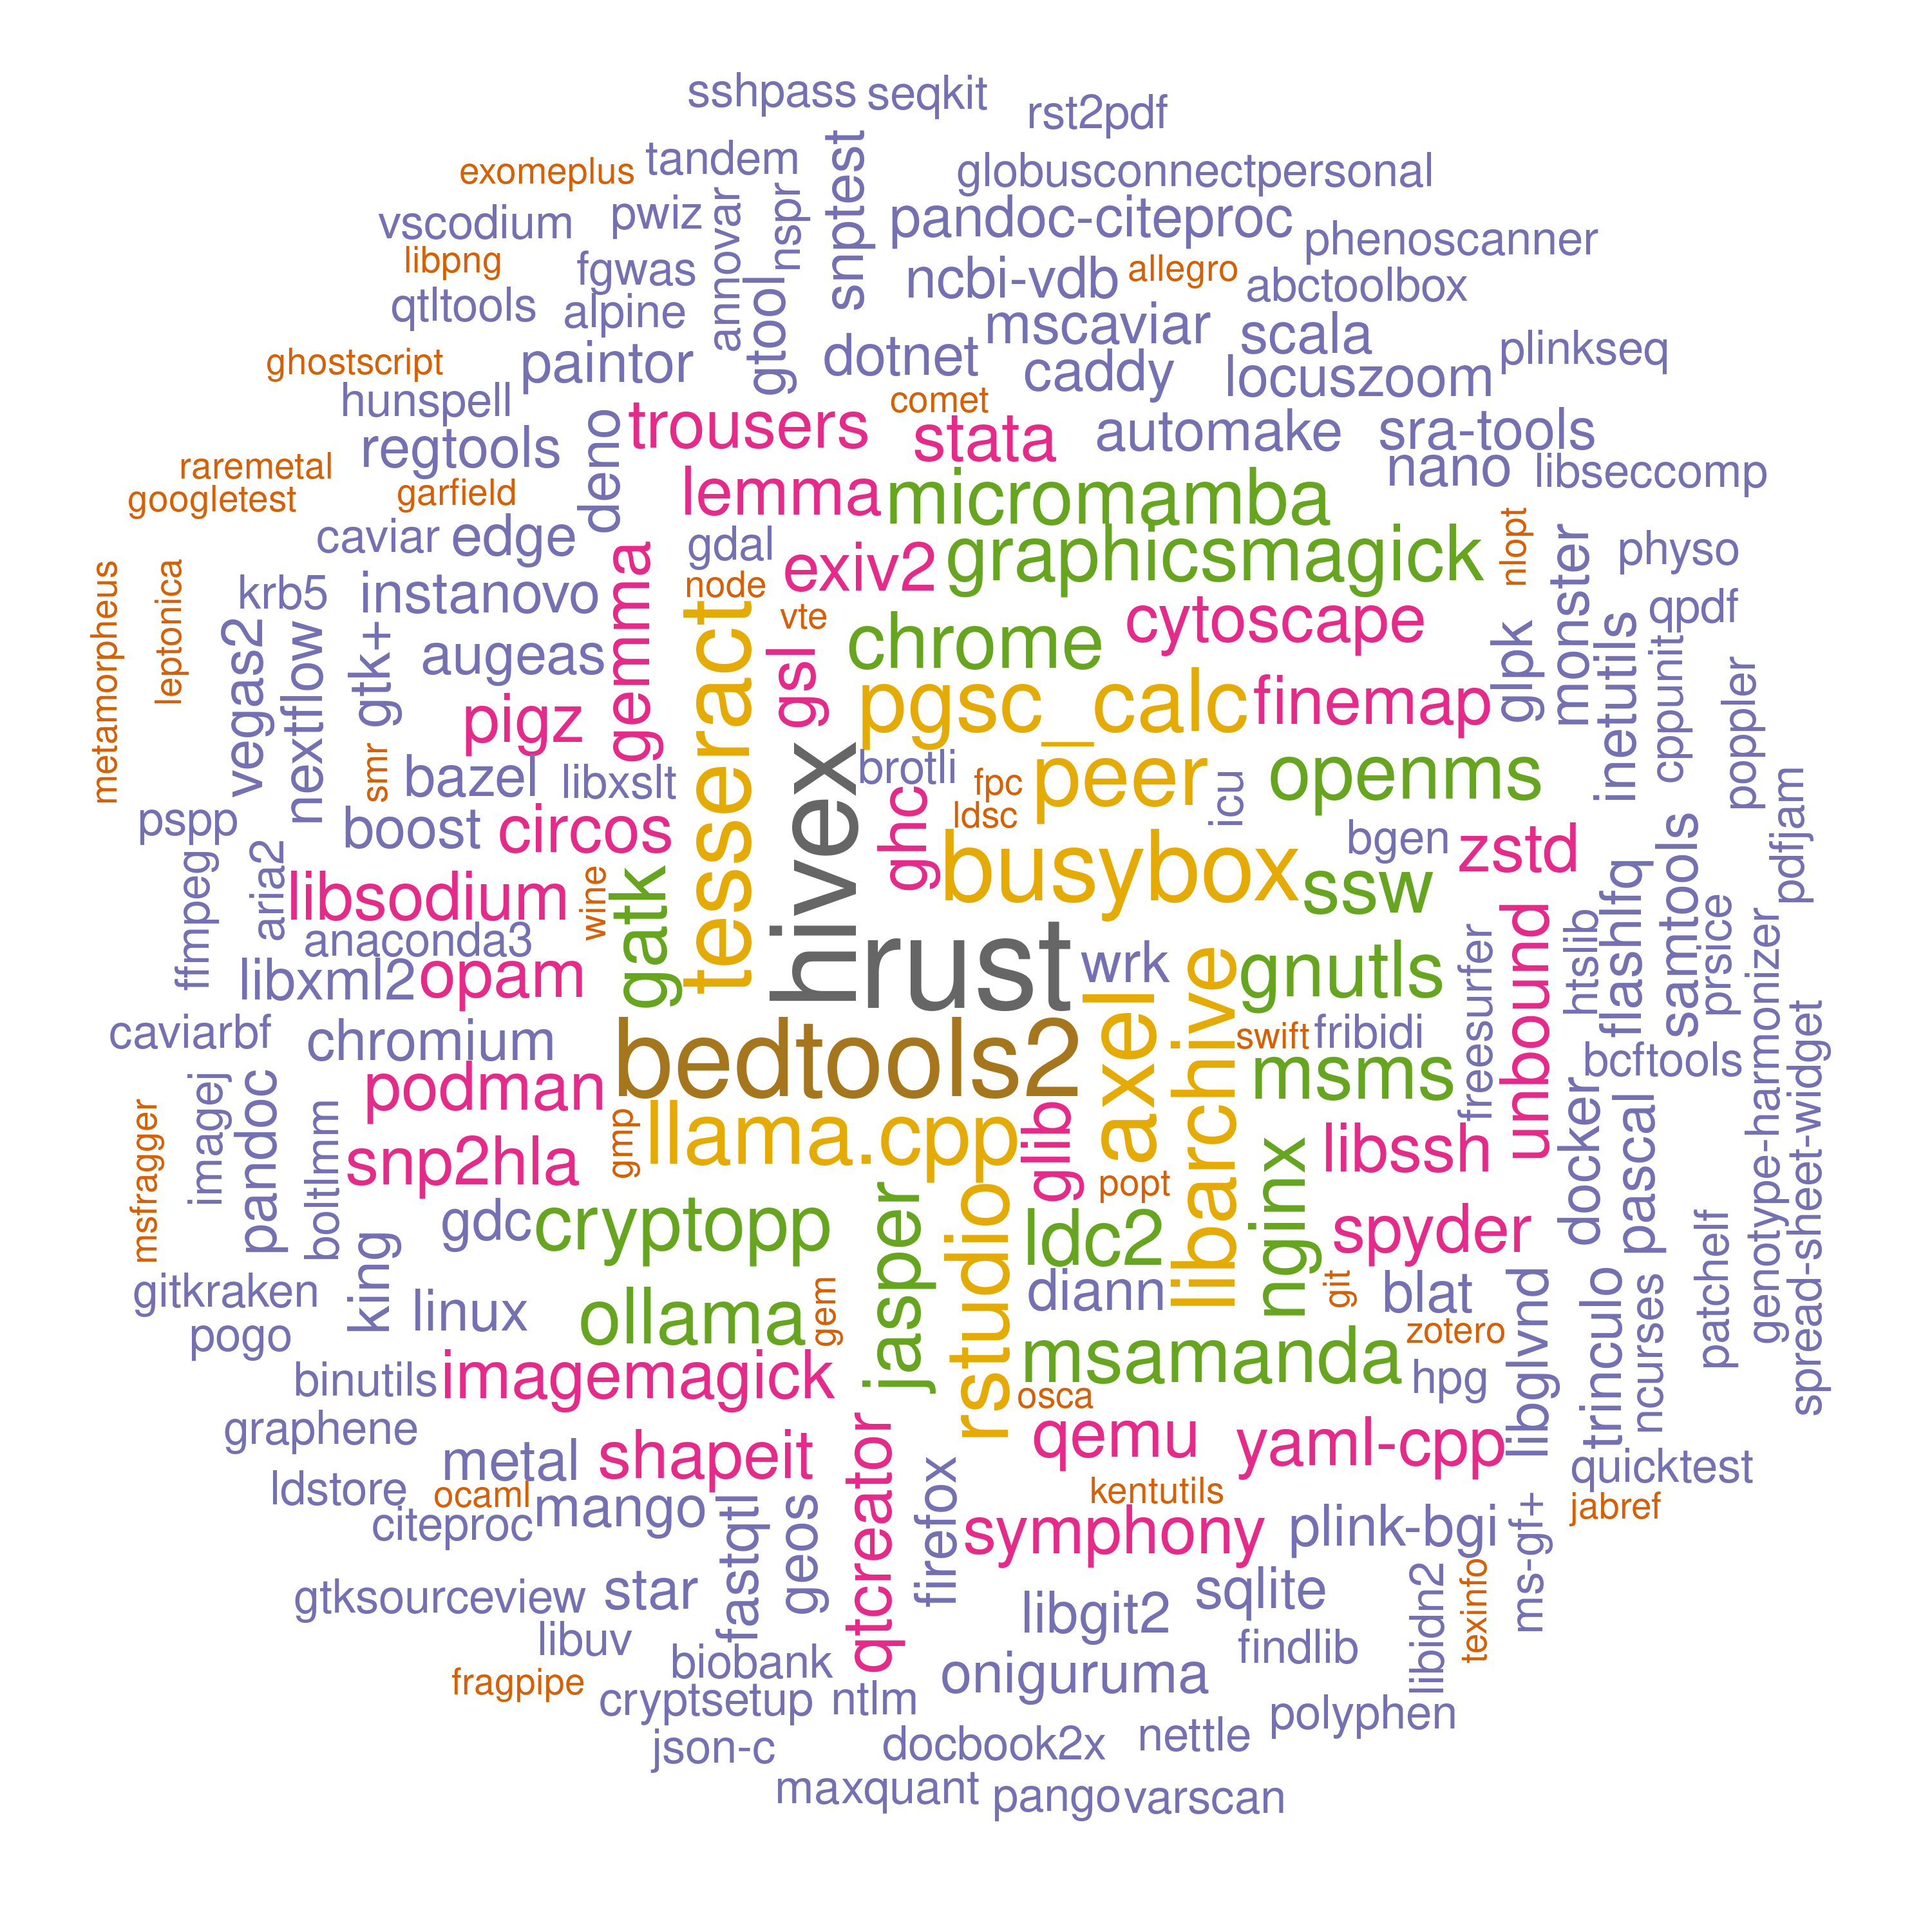 sshpass
seqkit
rst2pdf
exomeplus
tandem
snptest
globusconnectpersonal
vscodium
pwiz
annovar
nspr
pandoc-citeproc
phenoscanner
libpng
fgwas
gtool
ncbi-vdb
allegro
abctoolbox
qtltools
alpine
mscaviar
scala
plinkseq
ghostscript
paintor
dotnet
caddy
locuszoom
hunspell
comet
trousers
stata
automake
sra-tools
regtools
deno
nano
libseccomp
raremetal
googletest
garfield
lemma
micromamba
caviar
edge
gdal
exiv2
graphicsmagick
nlopt
monster
physo
metamorpheus
leptonica
krb5
instanovo
gemma
node
vte
chrome
cytoscape
qpdf
vegas2
nextflow
gtk+
augeas
tesseract
gsl
pgsc_calc
finemap
glpk
inetutils
cppunit
poppler
pigz
smr
bazel
libxslt
hivex
brotli
fpc
peer
icu
openms
pspp
boost
circos
ghc
ldsc
busybox
bgen
zstd
pdfjam
ffmpeg
aria2
libsodium
wine
gatk
ssw
flashlfq
samtools
anaconda3
libxml2
opam
rust
wrk
gnutls
freesurfer
unbound
htslib
prsice
genotype-harmonizer
caviarbf
chromium
bedtools2
axel
libarchive
swift
fribidi
bcftools
spread-sheet-widget
msfragger
imagej
pandoc
boltlmm
podman
gmp
llama.cpp
glib
msms
docker
pascal
snp2hla
popt
libssh
gitkraken
king
gdc
cryptopp
jasper
rstudio
ldc2
nginx
spyder
patchelf
pogo
linux
ollama
gem
diann
git
blat
libglvnd
trinculo
ncurses
binutils
imagemagick
msamanda
zotero
hpg
graphene
osca
metal
shapeit
qtcreator
qemu
yaml-cpp
quicktest
ldstore
ocaml
mango
fastqtl
geos
firefox
kentutils
jabref
citeproc
symphony
plink-bgi
ms-gf+
gtksourceview
star
libgit2
sqlite
libidn2
texinfo
libuv
biobank
oniguruma
findlib
fragpipe
cryptsetup
ntlm
polyphen
json-c
docbook2x
nettle
maxquant
pango
varscan